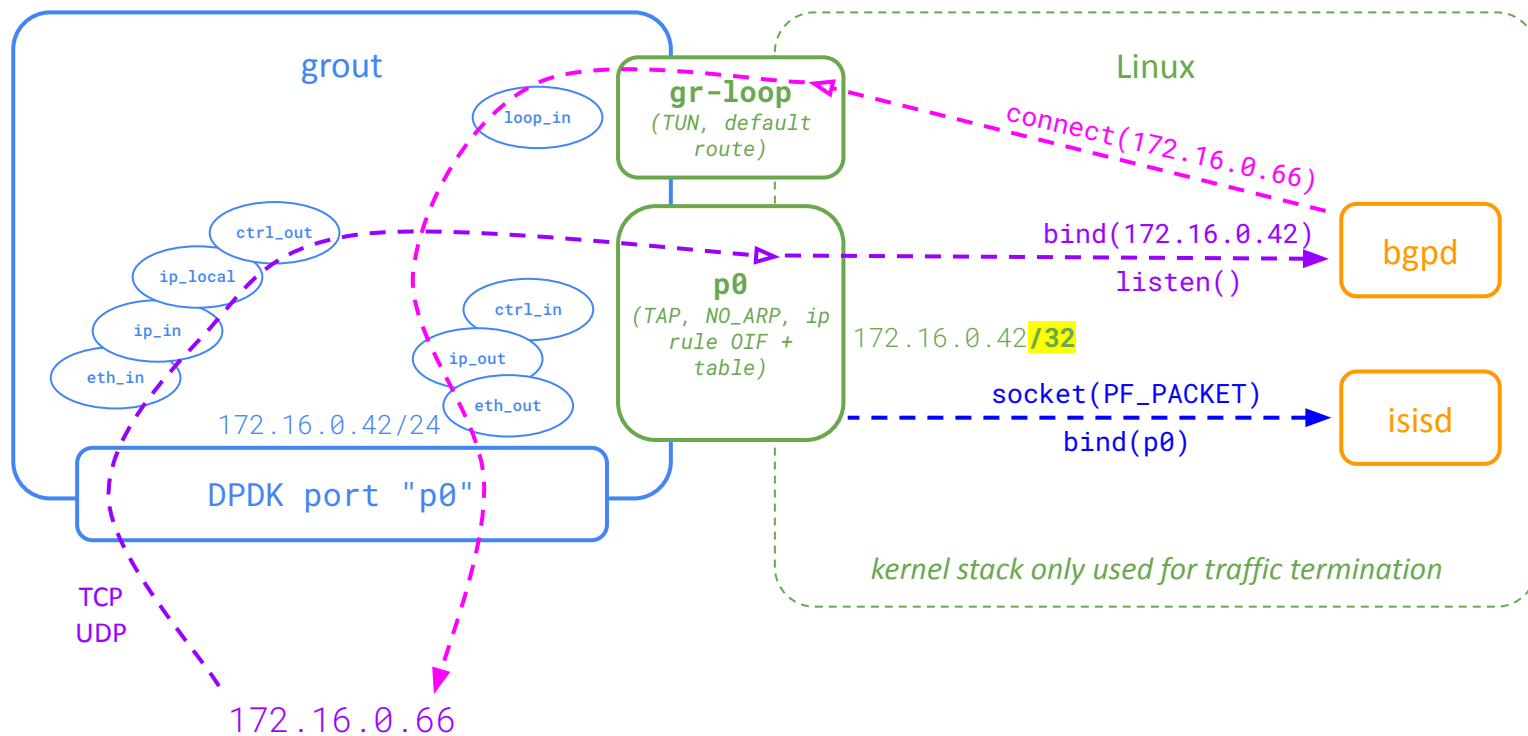 grout
Linux
gr-loop
(TUN, default
route)
loop_in
connect(172.16.0.66)
ctrl_out
ip_local
ip_in
eth_in
ctrl_in
ip_out
eth_out
p0
(TAP, NO_ARP, ip
rule OIF +
table)
bind(172.16.0.42)
listen()
bgpd
172.16.0.42/32
socket(PF_PACKET)
bind(p0)
isisd
172.16.0.42/24
DPDK port "p0"
kernel stack only used for traffic termination
TCP
UDP
172.16.0.66